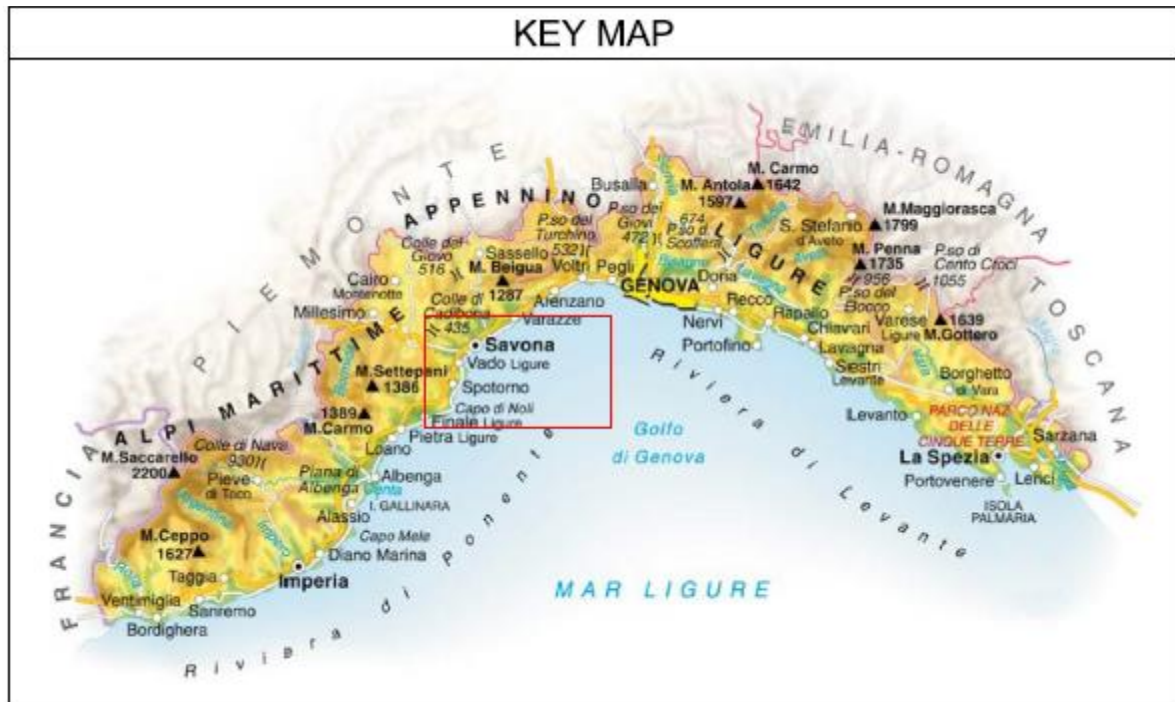 KEY MAP
EMILIA-ROMAGNA
PIEMONTE
TOSCANA
FRANCIA
APPENNINO
LIGURE
ALPI MARITTIME
M. Carmo
1642
M. Antola
1597
Busalla
M.Maggiorasca
1799
S. Stefano
d'Aveto
M. Penna
1735
P.so dei
Giovi
472
674
P.so d.
Scoffera
P.so del
Turchino
532
Colle del
Giovo
516
Sassello
M. Beigua
1287
Voltri
Pegli
GENOVA
Doria
956
P.so del
Bocco
P.so di
Cento Croci
1055
Cairo
Montenotte
Millesimo
Colle di
Cadibona
435
Arenzano
Varazze
Recco
Nervi
Rapallo
Portofino
Chiavari
Lavagna
Varese
Ligure
1639
M.Gottero
Savona
Vado Ligure
Spotorno
Capo di Noli
Finale Ligure
Pietra Ligure
M.Settepani
1386
1389
M.Carmo
Loano
Siestri
Levante
Borghetto
di Vara
Levanto
PARCO NAZ.
DELLE
CINQUE TERRE
Sarzana
La Spezia
Portovenere
Lerici
ISOLA
PALMARIA
Golfo
di Genova
Riviera di Levante
Colle di Nava
930
M.Saccarello
2200
Pieve
di Teco
Piana di
Albenga
Albenga
I. GALLINARA
Alassio
Capo Mele
Diano Marina
M.Ceppo
1627
Imperia
Taggia
Ventimiglia
Sanremo
Bordighera
MAR LIGURE
Riviera di Ponente